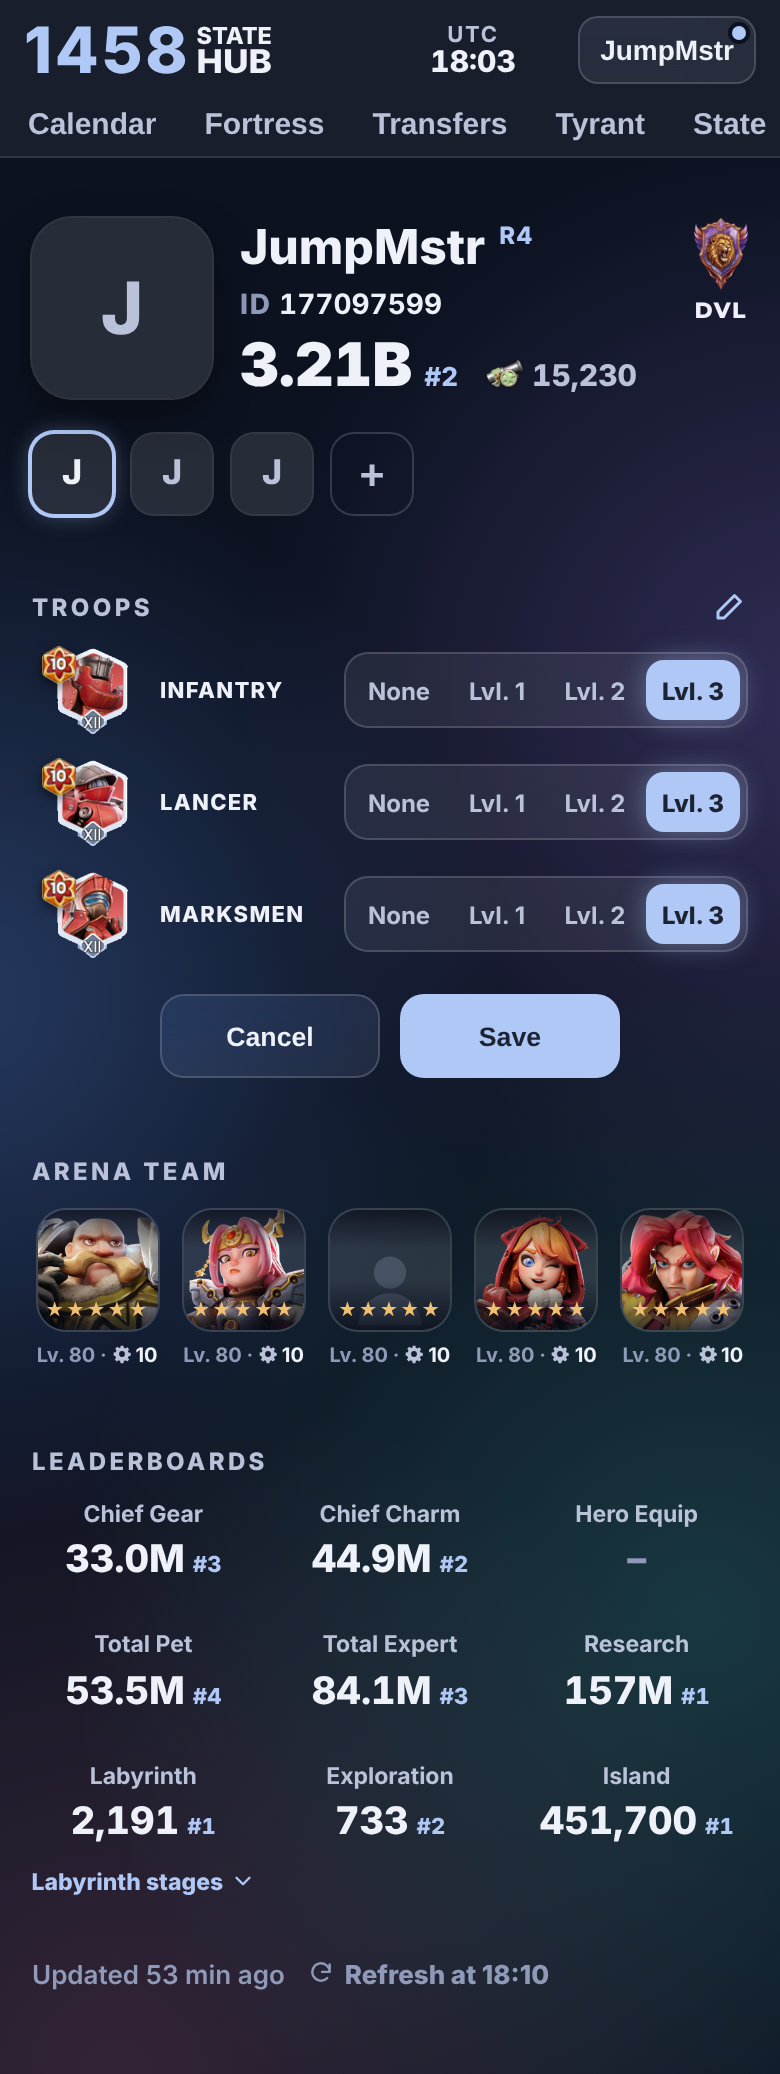 1458 STATE HUB
UTC
18:03
JumpMstr
Calendar Fortress Transfers Tyrant State
J
JumpMstr R4
ID 177097599
3.21B #2 15,230
DVL
J J J +
TROOPS
10 XII INFANTRY None Lvl. 1 Lvl. 2 Lvl. 3
10 XII LANCER None Lvl. 1 Lvl. 2 Lvl. 3
10 XII MARKSMEN None Lvl. 1 Lvl. 2 Lvl. 3
Cancel Save
ARENA TEAM
Lv. 80 · 10 Lv. 80 · 10 Lv. 80 · 10 Lv. 80 · 10 Lv. 80 · 10
LEADERBOARDS
Chief Gear Chief Charm Hero Equip
33.0M #3 44.9M #2 –
Total Pet Total Expert Research
53.5M #4 84.1M #3 157M #1
Labyrinth Exploration Island
2,191 #1 733 #2 451,700 #1
Labyrinth stages
Updated 53 min ago Refresh at 18:10